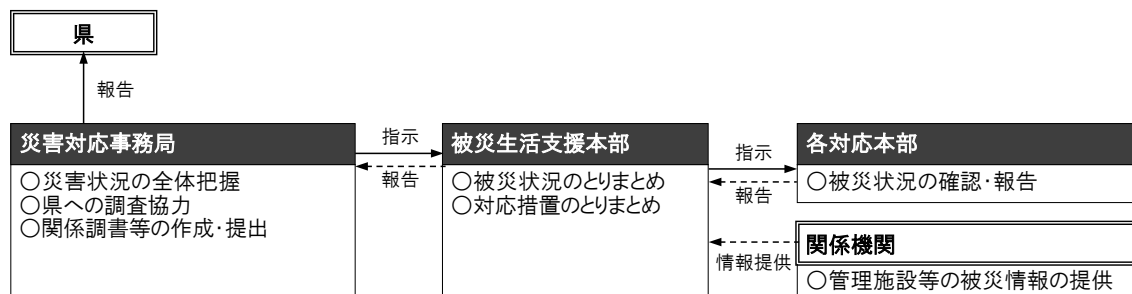 県
報告
災害対応事務局
○災害状況の全体把握
○県への調査協力
○関係調書等の作成・提出
指示
報告
被災生活支援本部
○被災状況のとりまとめ
○対応措置のとりまとめ
指示
報告
情報提供
各対応本部
○被災状況の確認・報告
関係機関
○管理施設等の被災情報の提供